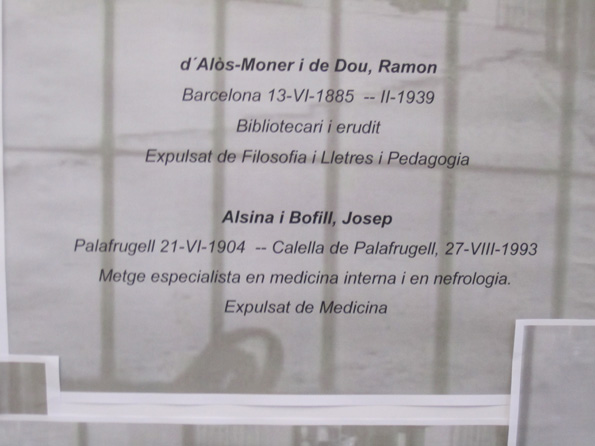 d´Alòs-Moner i de Dou, Ramon
Barcelona 13-VI-1885 -- II-1939
Bibliotecari i erudit
Expulsat de Filosofia i Lletres i Pedagogia
Alsina i Bofill, Josep
Palafrugell 21-VI-1904 -- Calella de Palafrugell, 27-VIII-1993
Metge especialista en medicina interna i en nefrologia.
Expulsat de Medicina